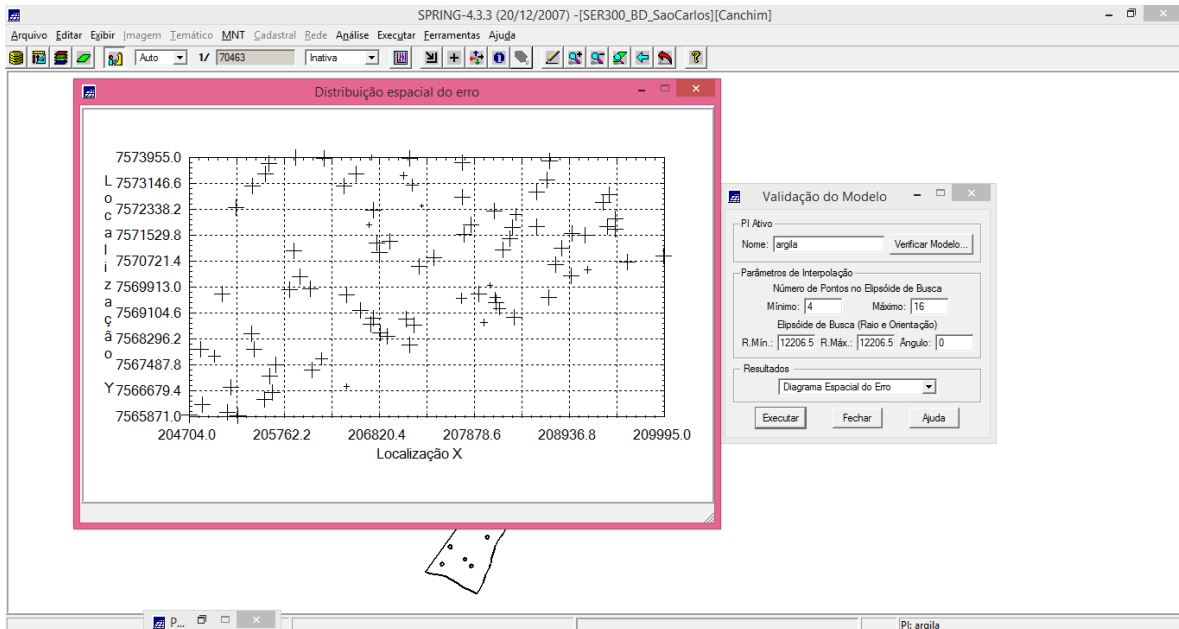 SPRING-4.3.3 (20/12/2007) -[SER300_BD_SaoCarlos][Canchim]
Arquivo Editar Exibir Imagem Temático MNT Cadastral Rede Análise Executar Ferramentas Ajuda
Auto 1/ 70463 Inativa
Distribuição espacial do erro
7573955.0
7573146.6
7572338.2
7571529.8
7570721.4
7569913.0
7569104.6
7568296.2
7567487.8
7566679.4
7565871.0
Localização Y
204704.0 205762.2 206820.4 207878.6 208936.8 209995.0
Localização X
Validação do Modelo
PI Ativo
Nome: argila Verificar Modelo...
Parâmetros de Interpolação
Número de Pontos no Elipsóide de Busca
Mínimo: 4 Máximo: 16
Elipsóide de Busca (Raio e Orientação)
R.Mín.: 12206.5 R.Máx.: 12206.5 Ângulo: 0
Resultados
Diagrama Espacial do Erro
Executar Fechar Ajuda
P...
PI: argila